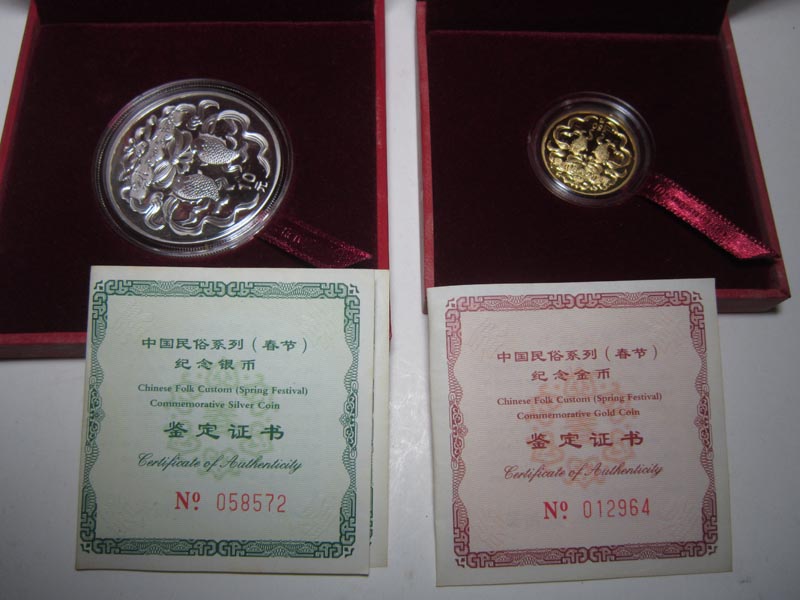 10元
中国民俗系列(春节)
纪念银币
Chinese Folk Custom (Spring Festival)
Commemorative Silver Coin
鉴定证书
Certificate of Authenticity
Nº 058572
中国民俗系列(春节)
纪念金币
Chinese Folk Custom (Spring Festival)
Commemorative Gold Coin
鉴定证书
Certificate of Authenticity
Nº 012964